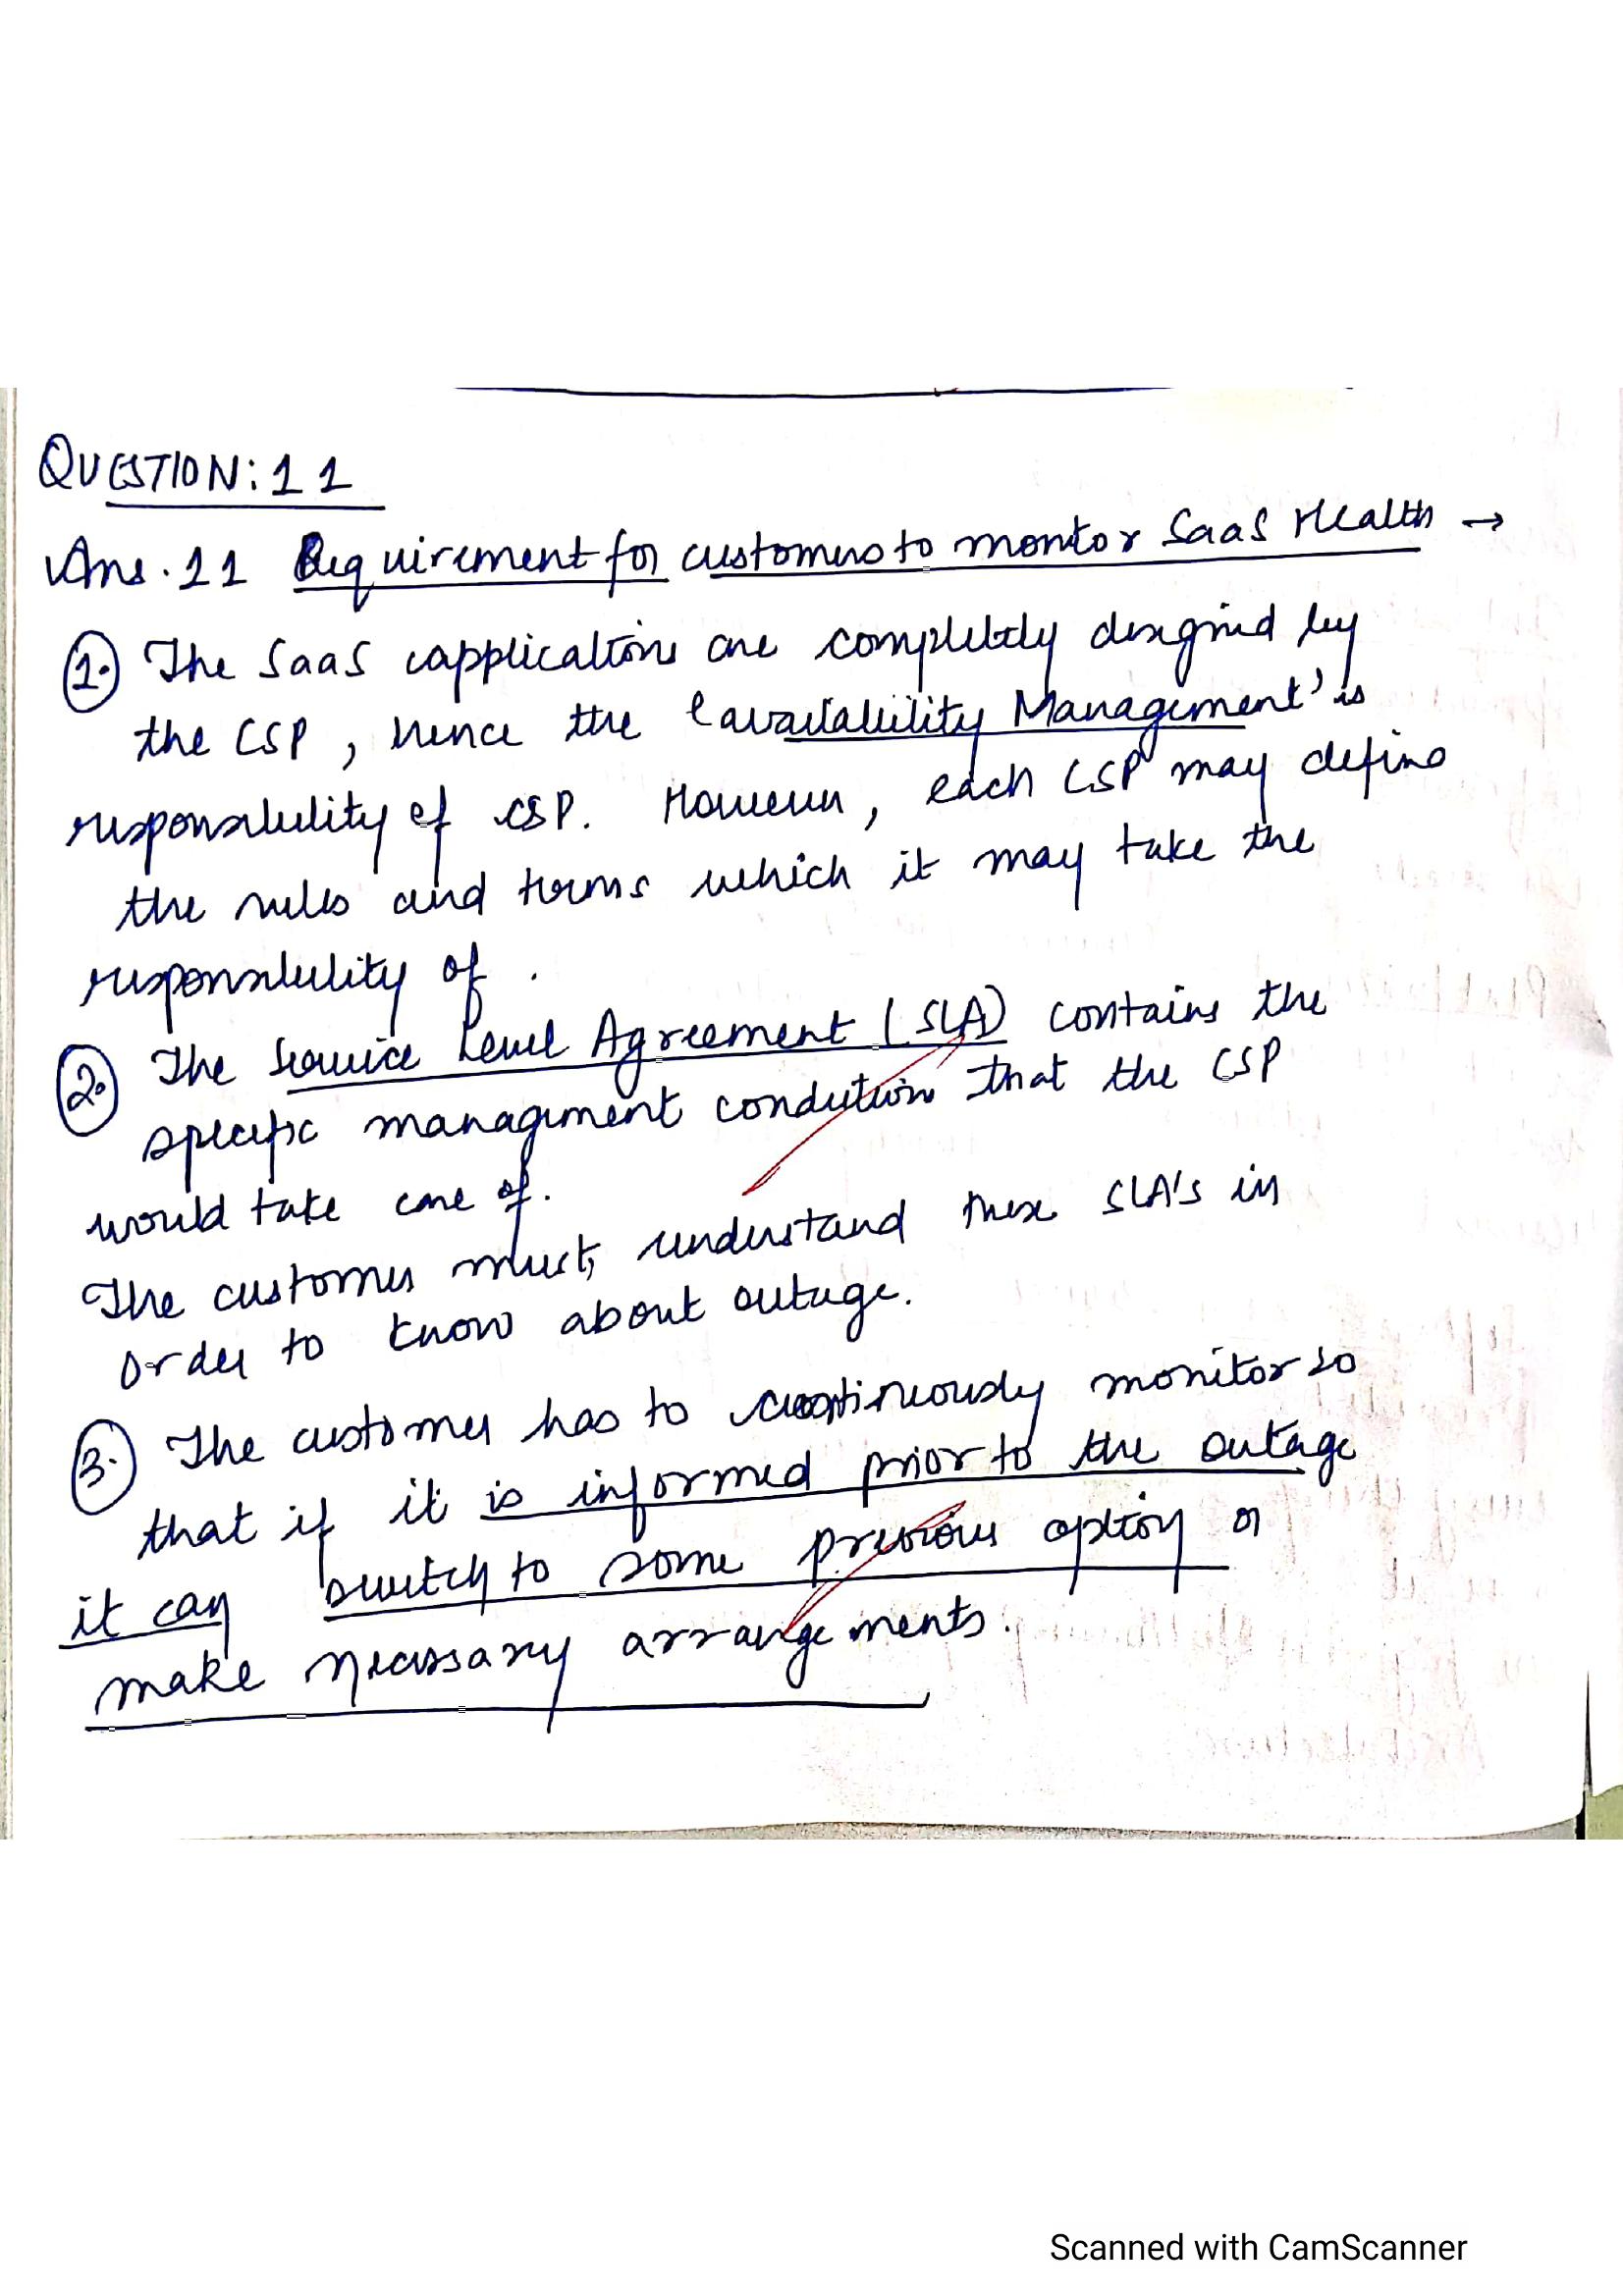 QUESTION: 11
Ans. 11 Requirement for customers to monitor SaaS Health →
1. The SaaS applications are completely designed by
the CSP, hence the 'availability Management' is
responsibility of CSP. However, each CSP may define
the rules and terms which it may take the
responsibility of.
2. The Service Level Agreement (SLA) contains the
specific management condition that the CSP
would take care of.
The customer must understand these SLA's in
order to know about outage.
3. The customer has to continuously monitor so
that if it is informed prior to the outage
it can switch to some previous option or
make necessary arrangements.
Scanned with CamScanner